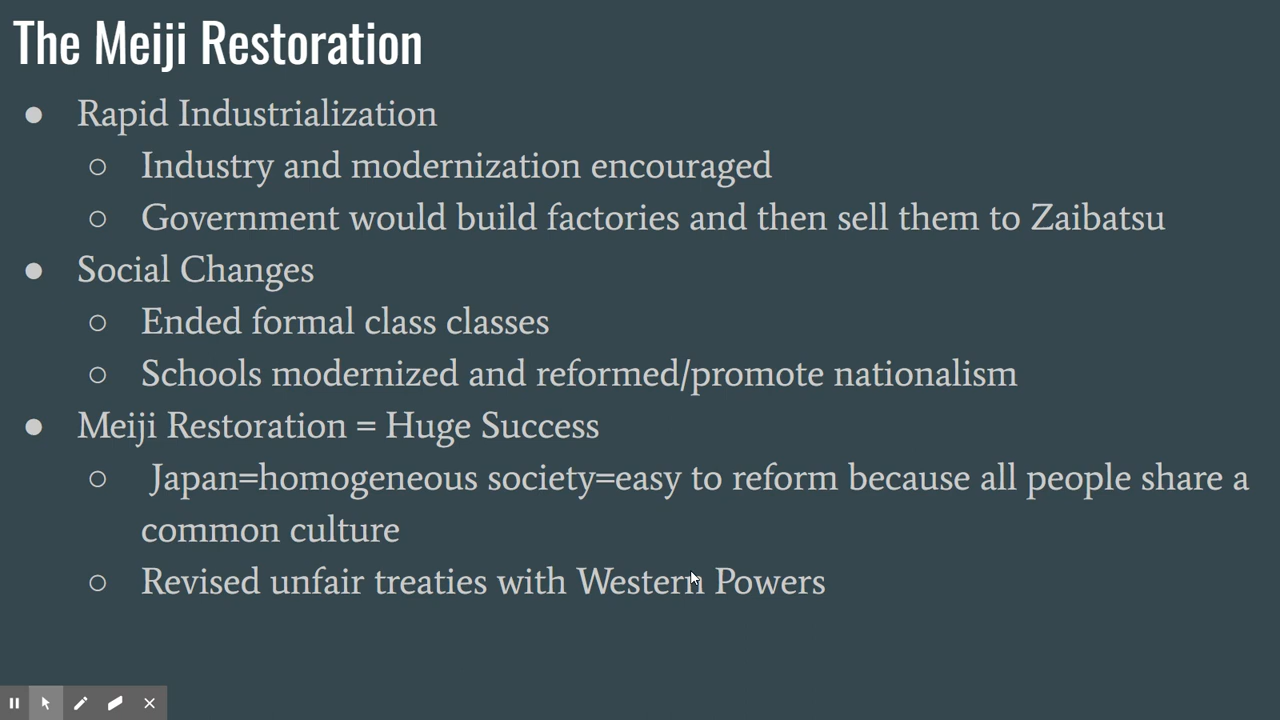 The Meiji Restoration
● Rapid Industrialization
○ Industry and modernization encouraged
○ Government would build factories and then sell them to Zaibatsu
● Social Changes
○ Ended formal class classes
○ Schools modernized and reformed/promote nationalism
● Meiji Restoration = Huge Success
○ Japan=homogeneous society=easy to reform because all people share a
common culture
○ Revised unfair treaties with Western Powers